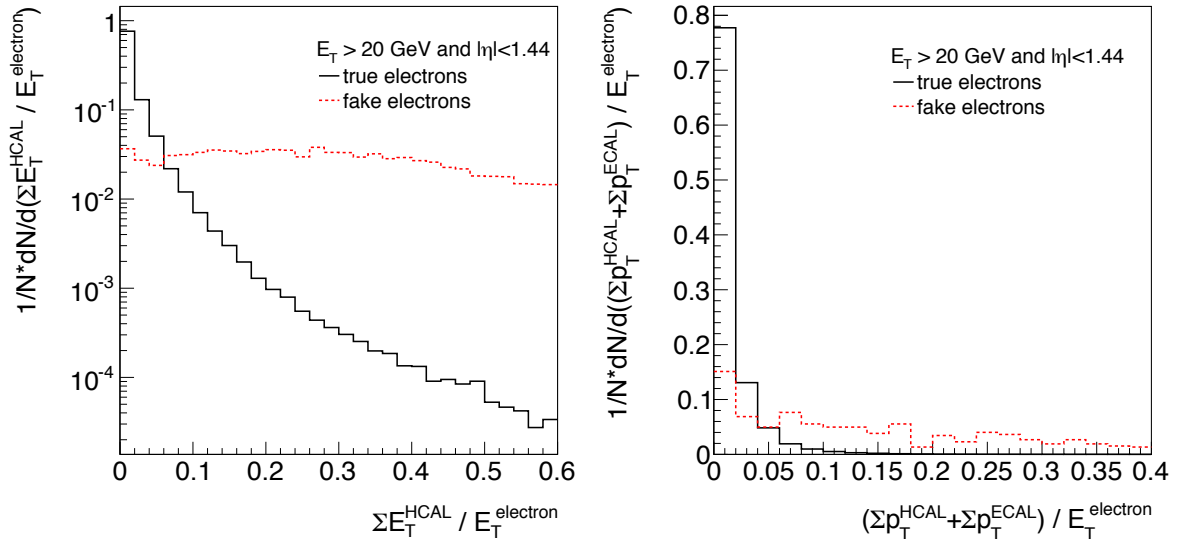 1/N*dN/d(ΣE_T^HCAL / E_T^electron)
1
10^-1
10^-2
10^-3
10^-4
E_T > 20 GeV and |η|<1.44
true electrons
fake electrons
0 0.1 0.2 0.3 0.4 0.5 0.6
ΣE_T^HCAL / E_T^electron
1/N*dN/d((Σp_T^HCAL+Σp_T^ECAL) / E_T^electron)
0.8
0.7
0.6
0.5
0.4
0.3
0.2
0.1
0
E_T > 20 GeV and |η|<1.44
true electrons
fake electrons
0 0.05 0.1 0.15 0.2 0.25 0.3 0.35 0.4
(Σp_T^HCAL+Σp_T^ECAL) / E_T^electron